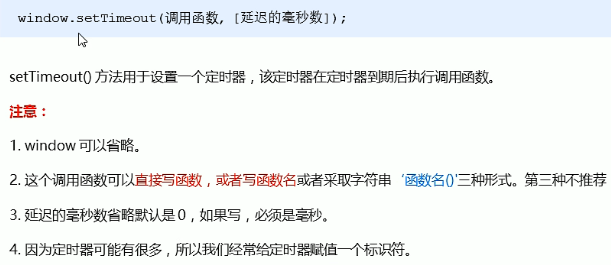 window.setTimeout(调用函数, [延迟的毫秒数]);
setTimeout() 方法用于设置一个定时器，该定时器在定时器到期后执行调用函数。
注意：
1. window 可以省略。
2. 这个调用函数可以直接写函数，或者写函数名或者采取字符串‘函数名()'三种形式。第三种不推荐
3. 延迟的毫秒数省略默认是 0，如果写，必须是毫秒。
4. 因为定时器可能有很多，所以我们经常给定时器赋值一个标识符。